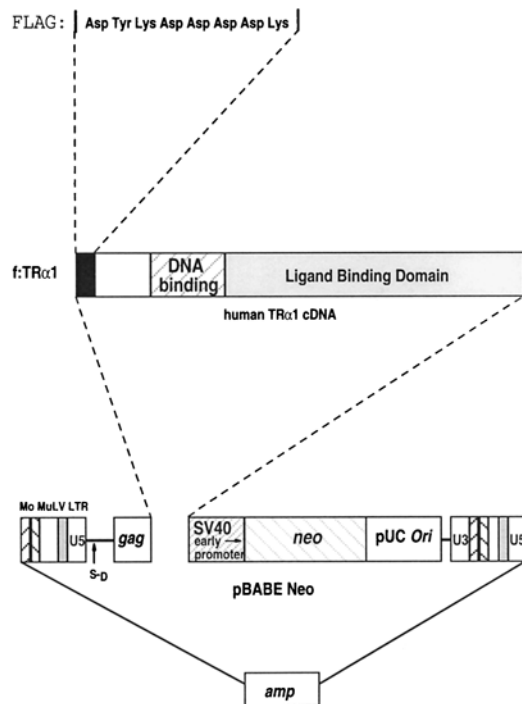 FLAG: Asp Tyr Lys Asp Asp Asp Asp Lys
f:TRα1
DNA binding
Ligand Binding Domain
human TRα1 cDNA
Mo MuLV LTR
U5
S-D
gag
SV40 early promoter
neo
pUC Ori
U3
U5
pBABE Neo
amp